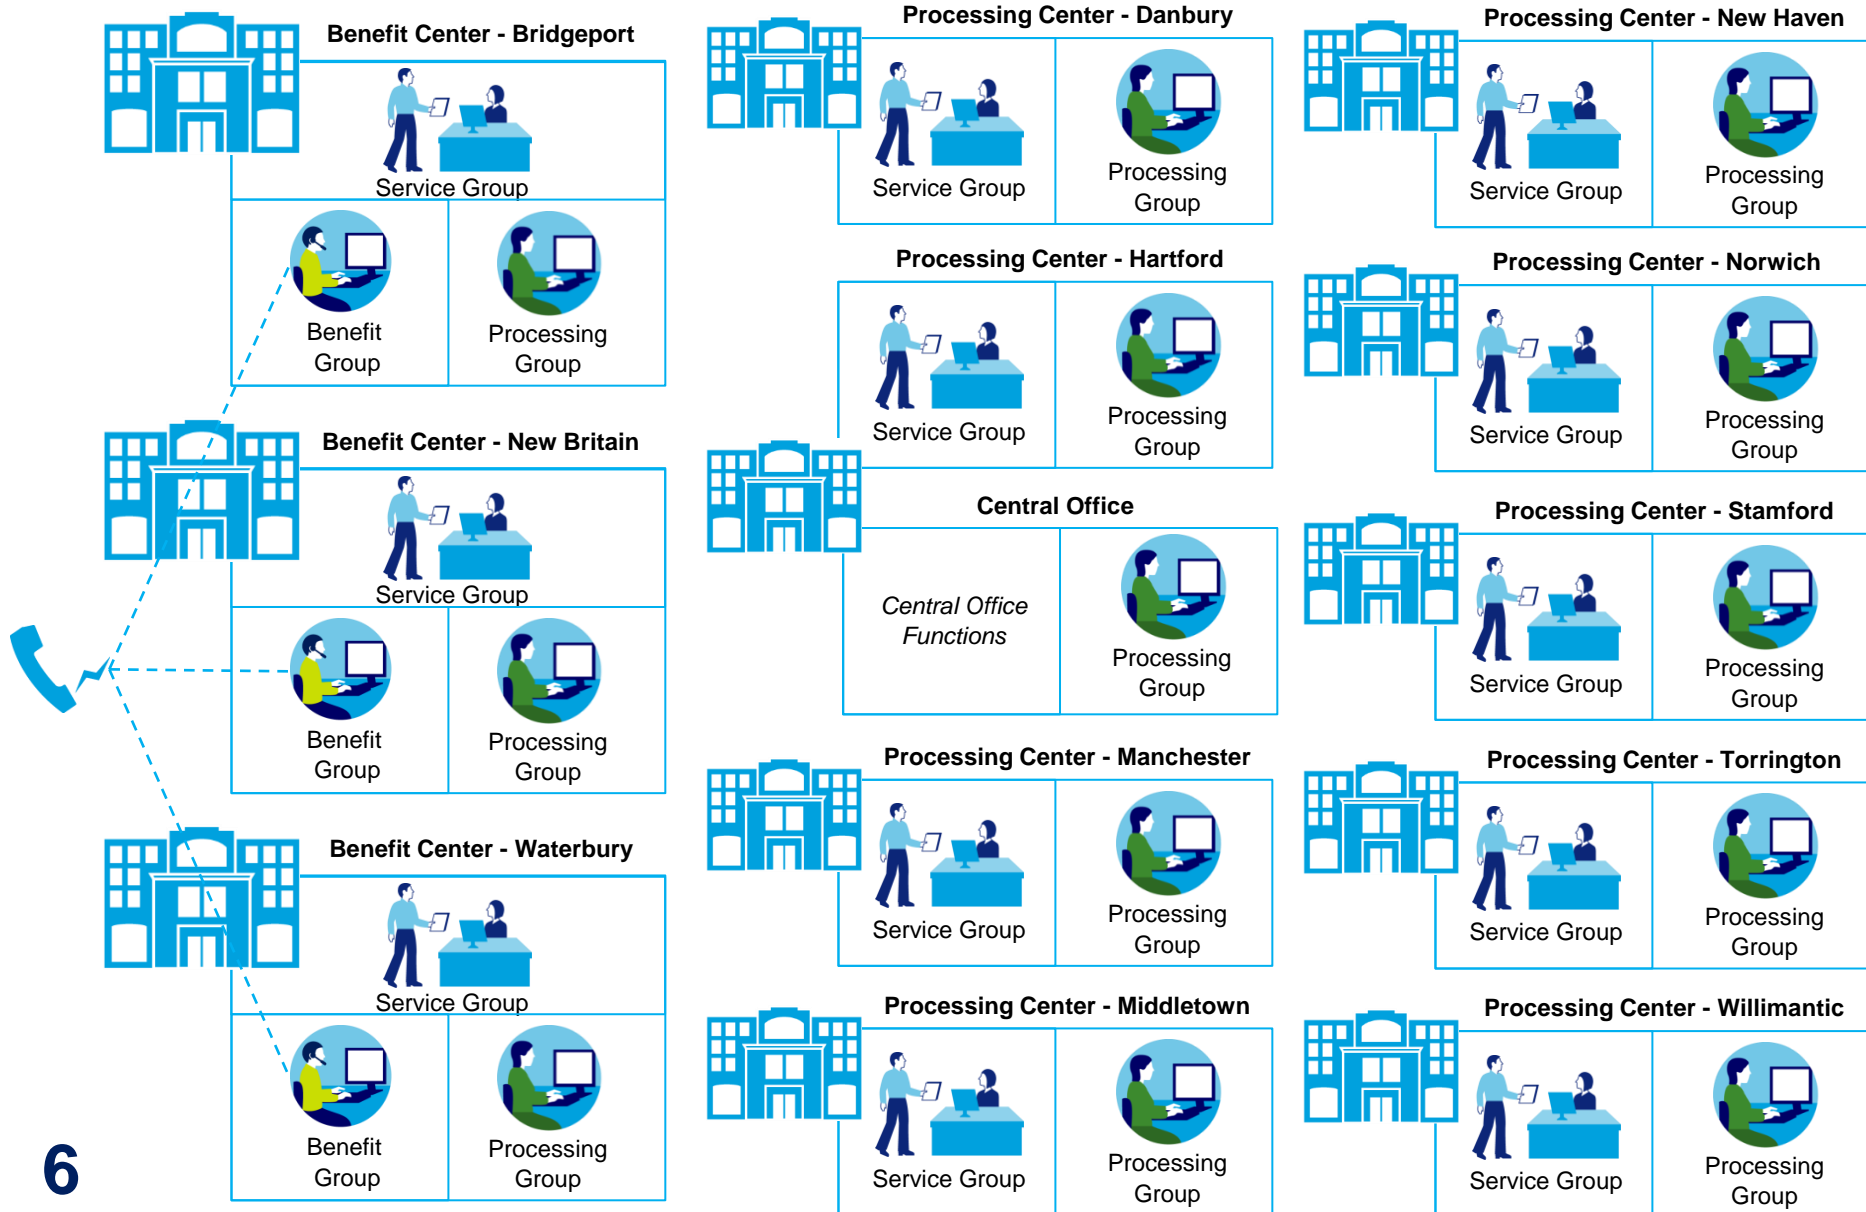 Benefit Center - Bridgeport
Service Group
Benefit
Group
Processing
Group
Benefit Center - New Britain
Service Group
Benefit
Group
Processing
Group
Benefit Center - Waterbury
Service Group
Benefit
Group
Processing
Group
6
Processing Center - Danbury
Service Group
Processing
Group
Processing Center - Hartford
Service Group
Processing
Group
Central Office
Central Office
Functions
Processing
Group
Processing Center - Manchester
Service Group
Processing
Group
Processing Center - Middletown
Service Group
Processing
Group
Processing Center - New Haven
Service Group
Processing
Group
Processing Center - Norwich
Service Group
Processing
Group
Processing Center - Stamford
Service Group
Processing
Group
Processing Center - Torrington
Service Group
Processing
Group
Processing Center - Willimantic
Service Group
Processing
Group